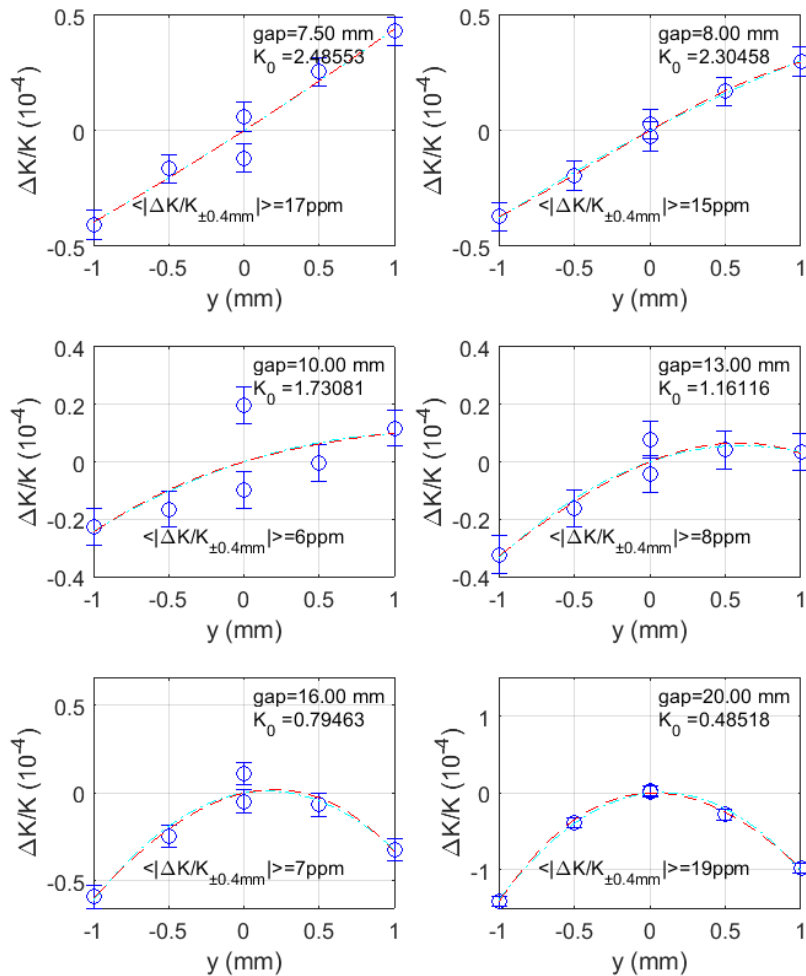 gap=7.50 mm
K0=2.48553
<|ΔK/K±0.4mm|>=17ppm
0.5
0
-0.5
-1 -0.5 0 0.5 1
y (mm)
ΔK/K (10-4)
gap=8.00 mm
K0=2.30458
<|ΔK/K±0.4mm|>=15ppm
0.5
0
-0.5
-1 -0.5 0 0.5 1
y (mm)
ΔK/K (10-4)
gap=10.00 mm
K0=1.73081
<|ΔK/K±0.4mm|>=6ppm
0.4
0.2
0
-0.2
-0.4
-1 -0.5 0 0.5 1
y (mm)
ΔK/K (10-4)
gap=13.00 mm
K0=1.16116
<|ΔK/K±0.4mm|>=8ppm
0.4
0.2
0
-0.2
-0.4
-1 -0.5 0 0.5 1
y (mm)
ΔK/K (10-4)
gap=16.00 mm
K0=0.79463
<|ΔK/K±0.4mm|>=7ppm
0.5
0
-0.5
-1 -0.5 0 0.5 1
y (mm)
ΔK/K (10-4)
gap=20.00 mm
K0=0.48518
<|ΔK/K±0.4mm|>=19ppm
1
0
-1
-1 -0.5 0 0.5 1
y (mm)
ΔK/K (10-4)